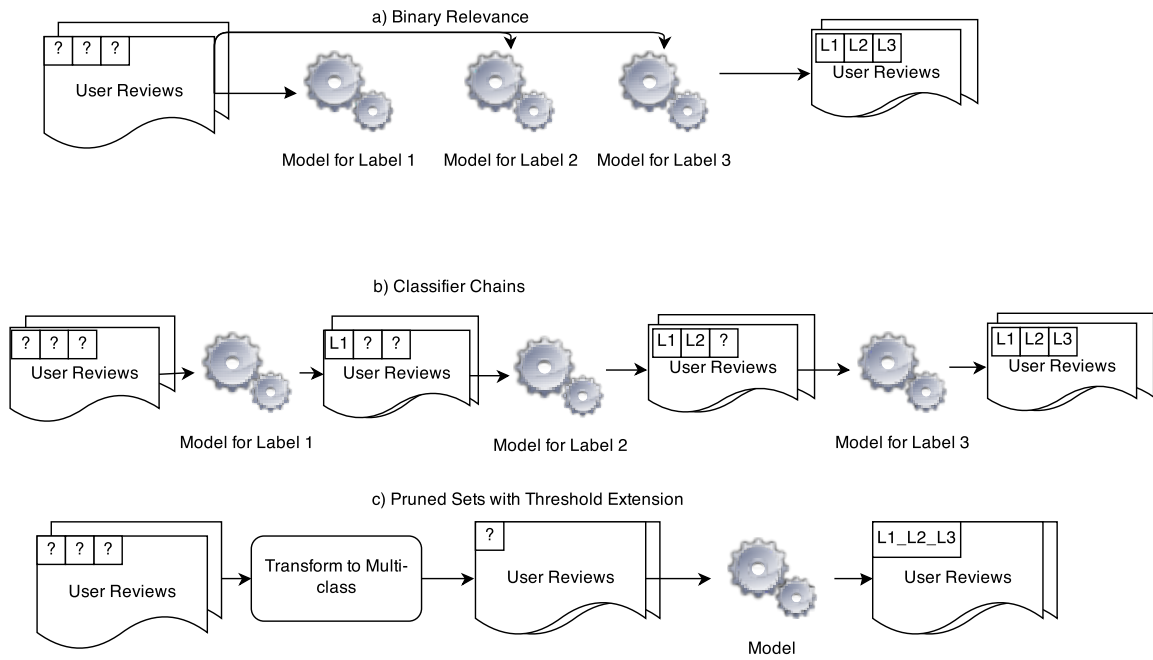 a) Binary Relevance
? ? ?
User Reviews
L1 L2 L3
User Reviews
Model for Label 1
Model for Label 2
Model for Label 3
b) Classifier Chains
? ? ?
User Reviews
L1 ? ?
User Reviews
L1 L2 ?
User Reviews
L1 L2 L3
User Reviews
Model for Label 1
Model for Label 2
Model for Label 3
c) Pruned Sets with Threshold Extension
? ? ?
User Reviews
Transform to Multi-
class
?
User Reviews
L1_L2_L3
User Reviews
Model